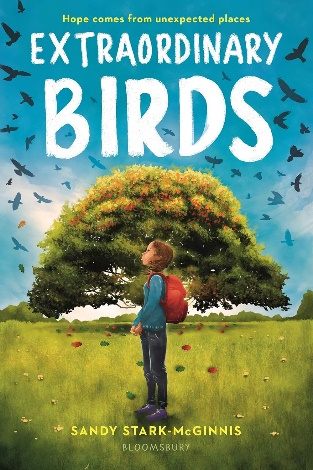 Hope comes from unexpected places
EXTRAORDINARY
BIRDS
SANDY STARK-McGINNIS
BLOOMSBURY